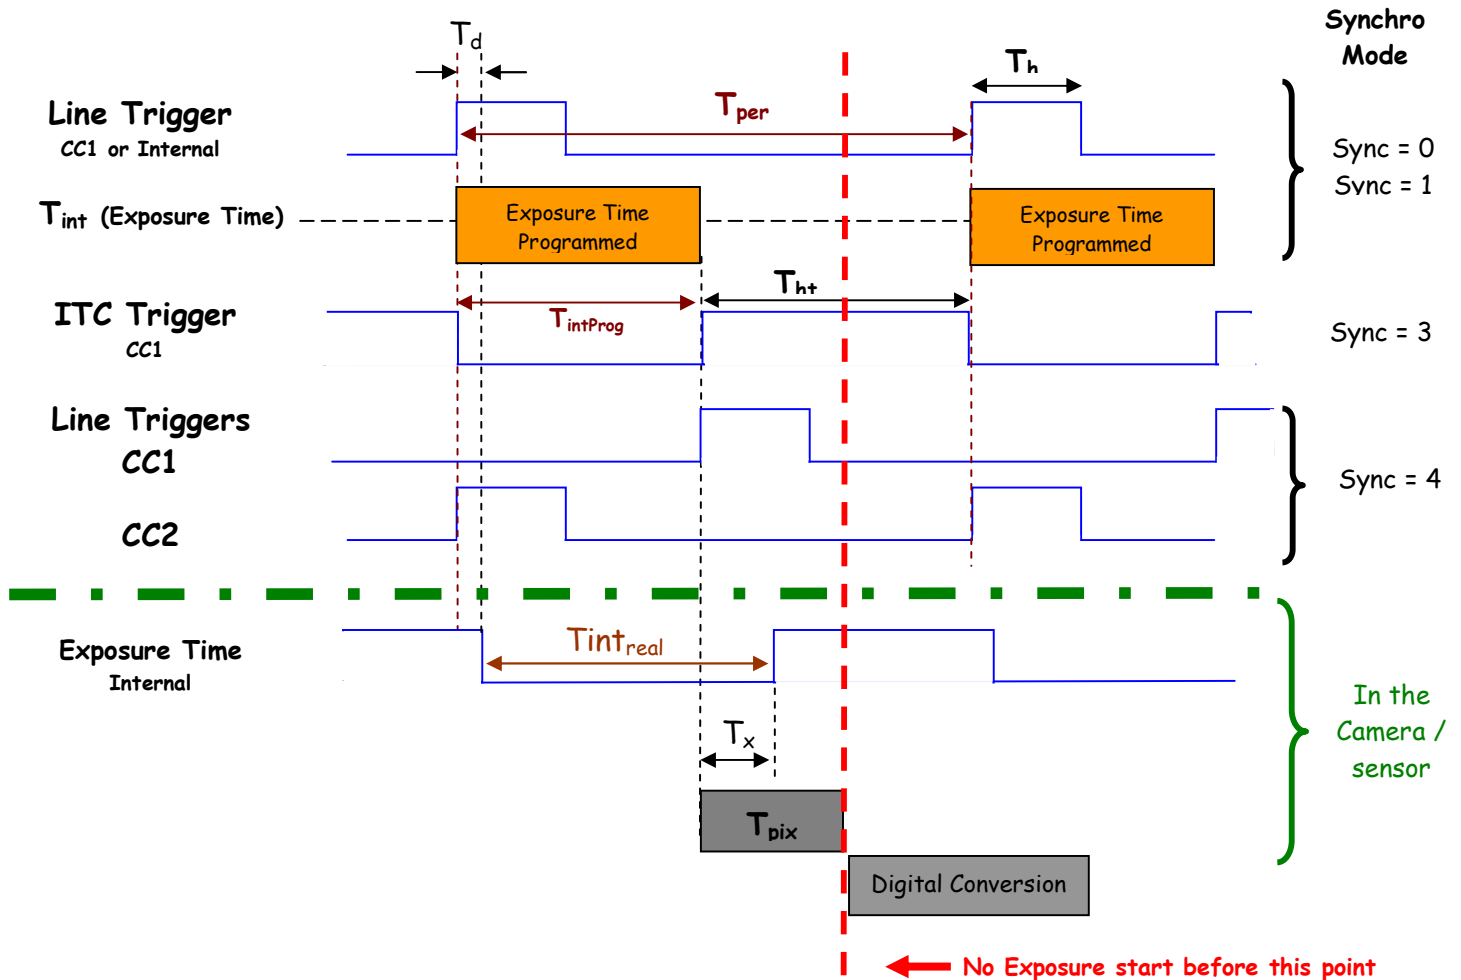 Synchro
Mode
Td
Th
Line Trigger
CC1 or Internal
Tper
Sync = 0
Sync = 1
Tint (Exposure Time)
Exposure Time
Programmed
Exposure Time
Programmed
Tht
ITC Trigger
CC1
TintProg
Sync = 3
Line Triggers
CC1
Sync = 4
CC2
Exposure Time
Internal
Tintreal
In the
Camera /
sensor
Tx
Tpix
Digital Conversion
No Exposure start before this point